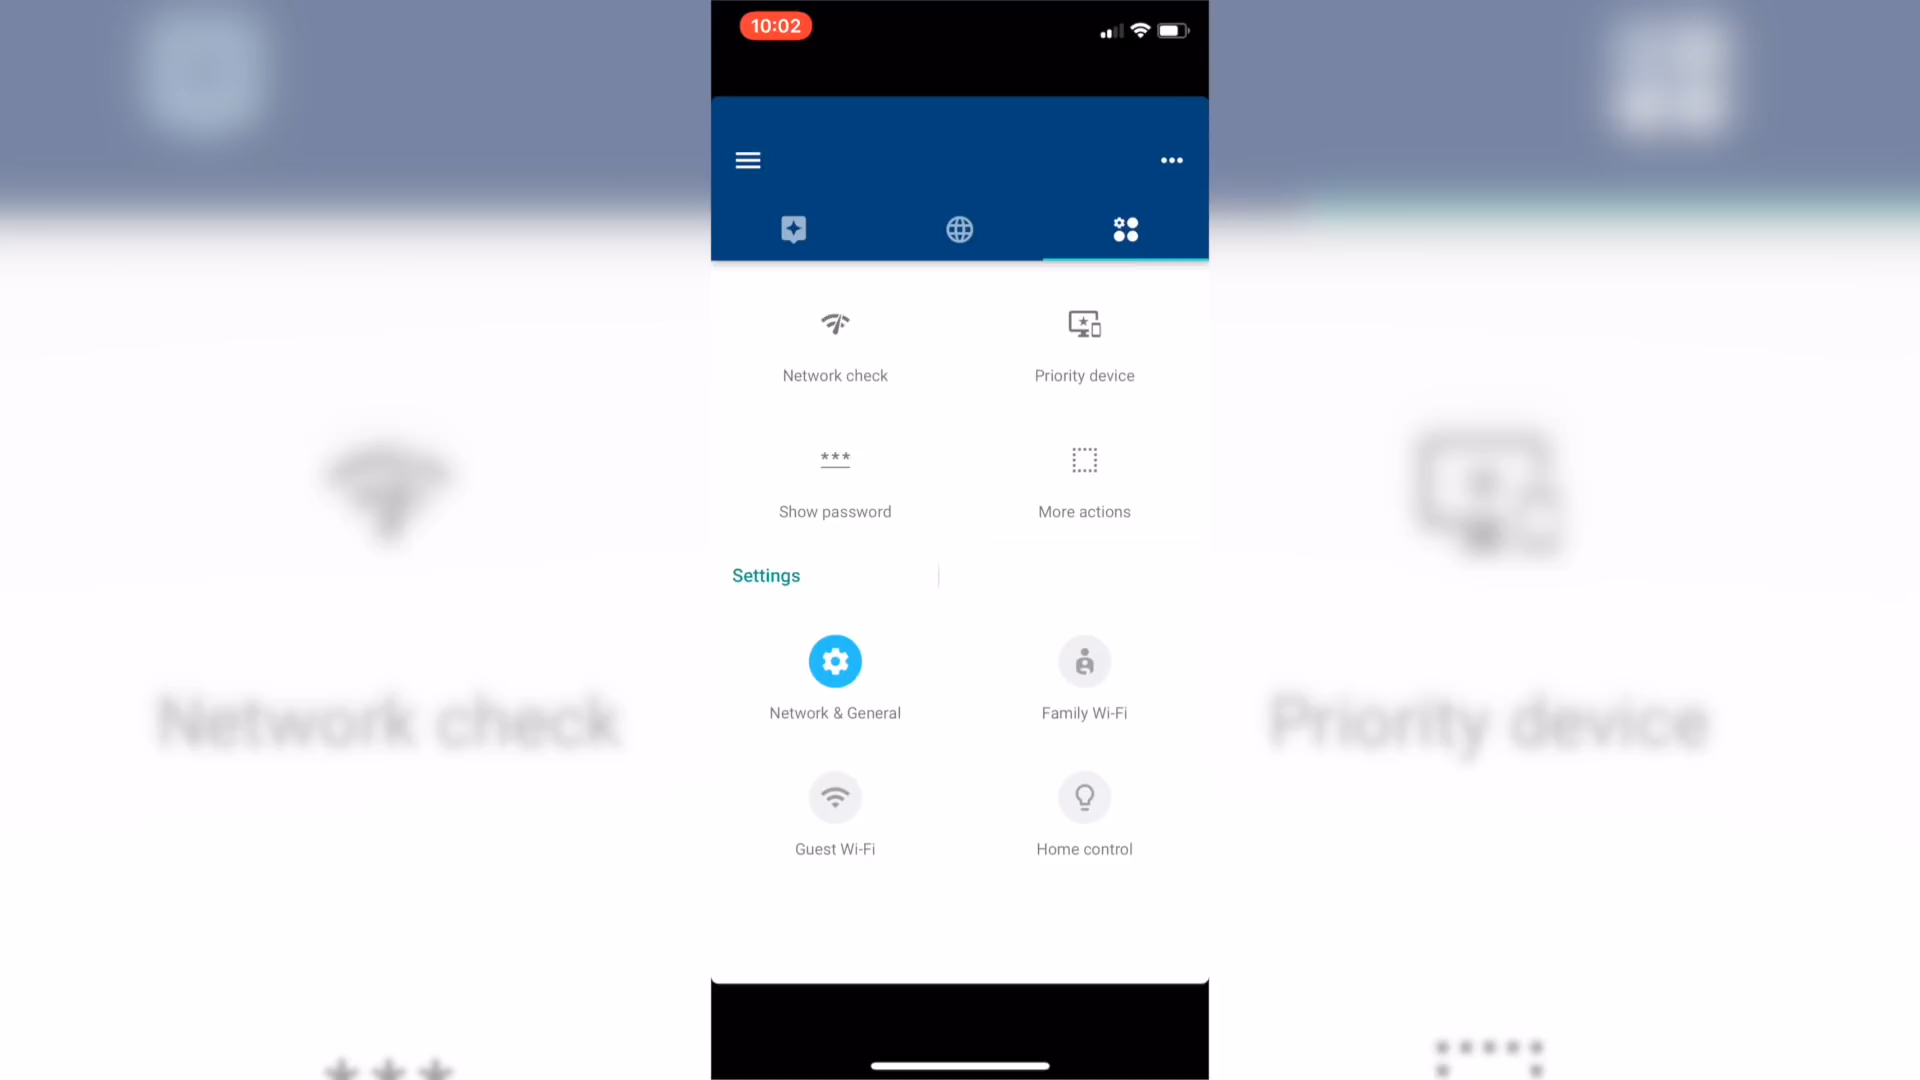 10:02
Network check
Priority device
***
Show password
More actions
Settings
Network & General
Family Wi-Fi
Guest Wi-Fi
Home control
Network check
Priority device